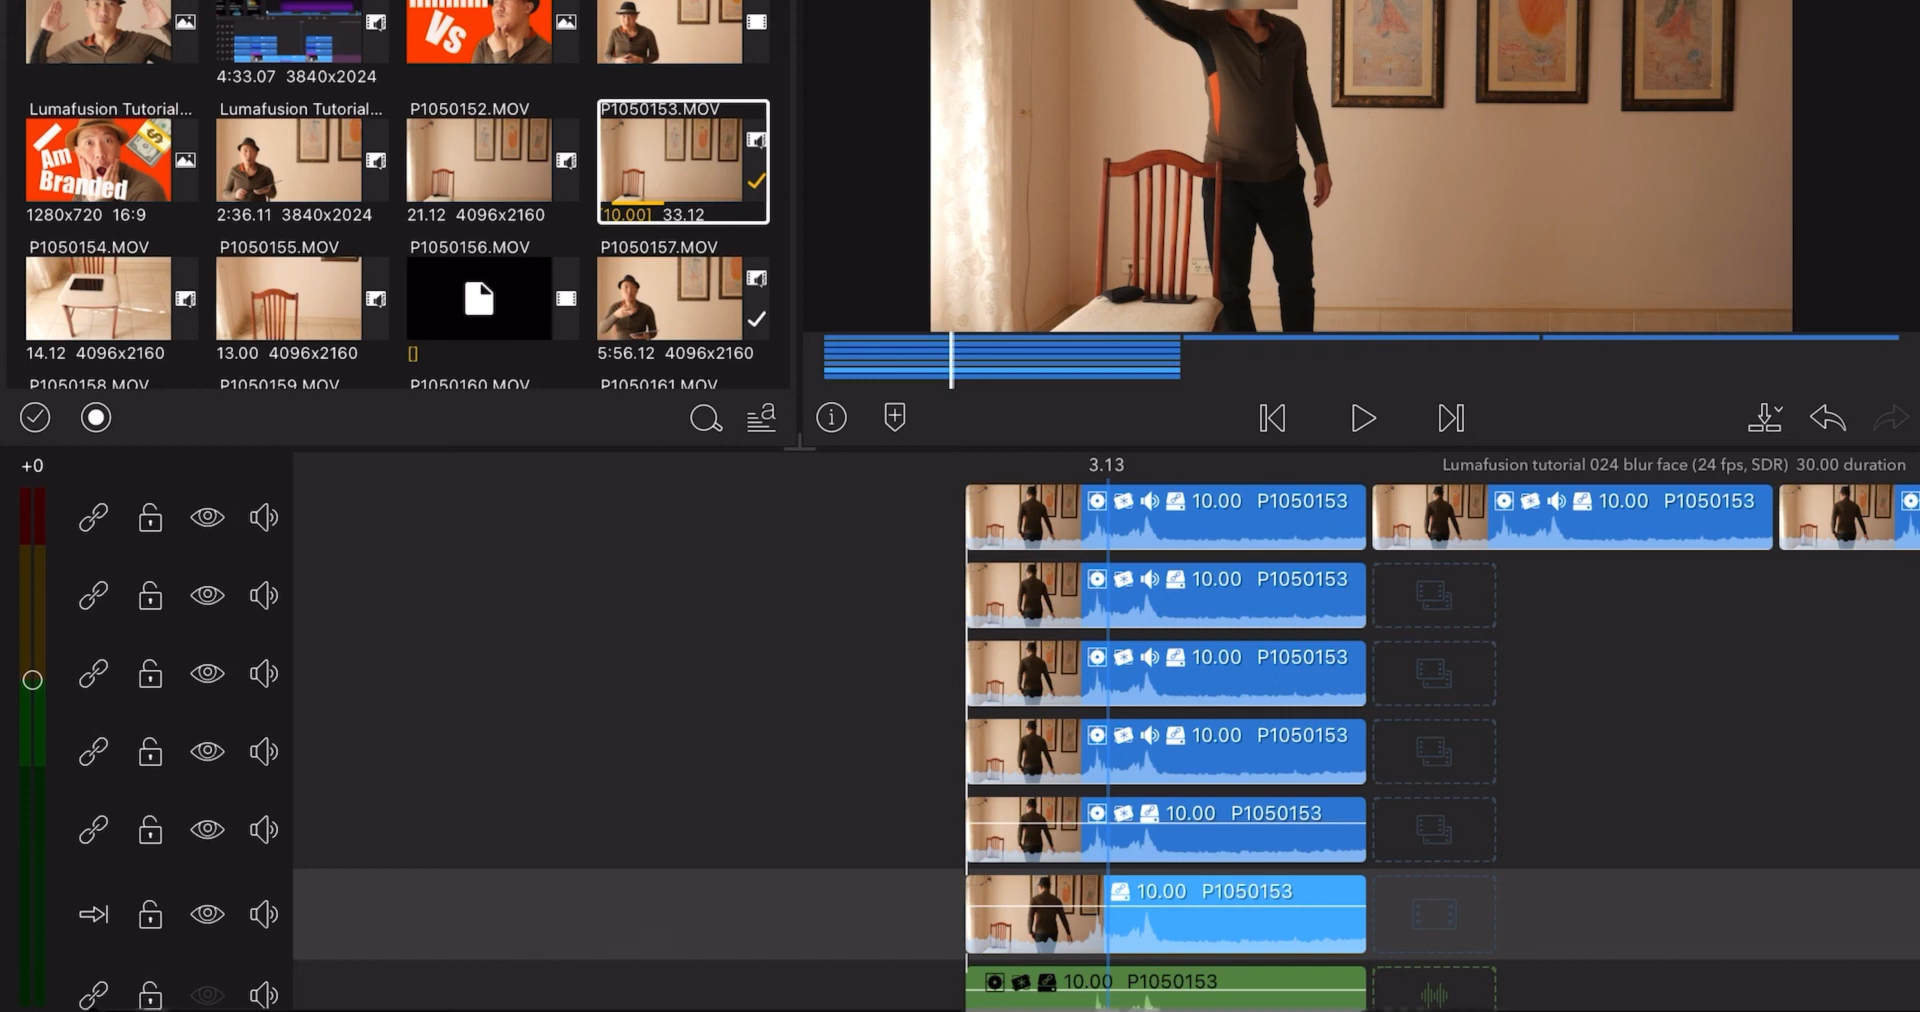 Vs
4:33.07 3840x2024
Lumafusion Tutorial... Lumafusion Tutorial... P1050152.MOV P1050153.MOV
Am
Branded
$
1280x720 16:9 2:36.11 3840x2024 21.12 4096x2160 [10.00] 33.12
P1050154.MOV P1050155.MOV P1050156.MOV P1050157.MOV
14.12 4096x2160 13.00 4096x2160 [] 5:56.12 4096x2160
P1050158.MOV P1050159.MOV P1050160.MOV P1050161.MOV
a
+0 3.13 Lumafusion tutorial 024 blur face (24 fps, SDR) 30.00 duration
10.00 P1050153 10.00 P1050153
10.00 P1050153
10.00 P1050153
10.00 P1050153
10.00 P1050153
10.00 P1050153
10.00 P1050153